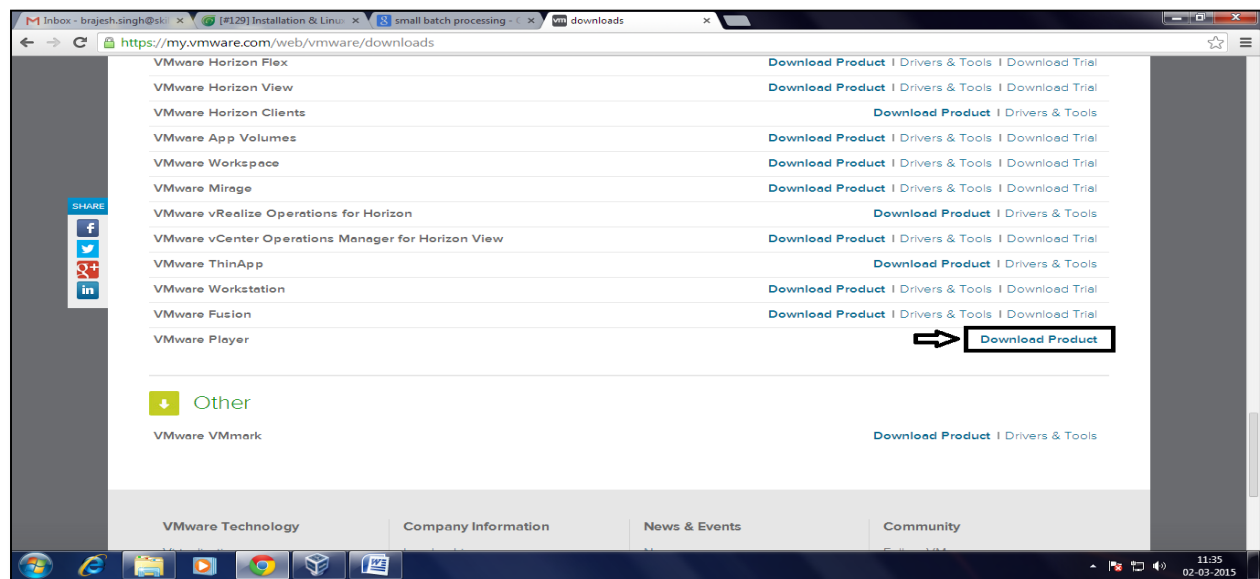 Inbox - brajesh.singh@ski
[#129] Installation & Linu
small batch processing -
vm downloads
https://my.vmware.com/web/vmware/downloads
VMware Horizon Flex Download Product | Drivers & Tools | Download Trial
VMware Horizon View Download Product | Drivers & Tools | Download Trial
VMware Horizon Clients Download Product | Drivers & Tools
VMware App Volumes Download Product | Drivers & Tools | Download Trial
VMware Workspace Download Product | Drivers & Tools | Download Trial
VMware Mirage Download Product | Drivers & Tools | Download Trial
SHARE
VMware vRealize Operations for Horizon Download Product | Drivers & Tools
VMware vCenter Operations Manager for Horizon View Download Product | Drivers & Tools | Download Trial
VMware ThinApp Download Product | Drivers & Tools
VMware Workstation Download Product | Drivers & Tools | Download Trial
VMware Fusion Download Product | Drivers & Tools | Download Trial
VMware Player Download Product
Other
VMware VMmark Download Product | Drivers & Tools
VMware Technology Company Information News & Events Community
11:35
02-03-2015